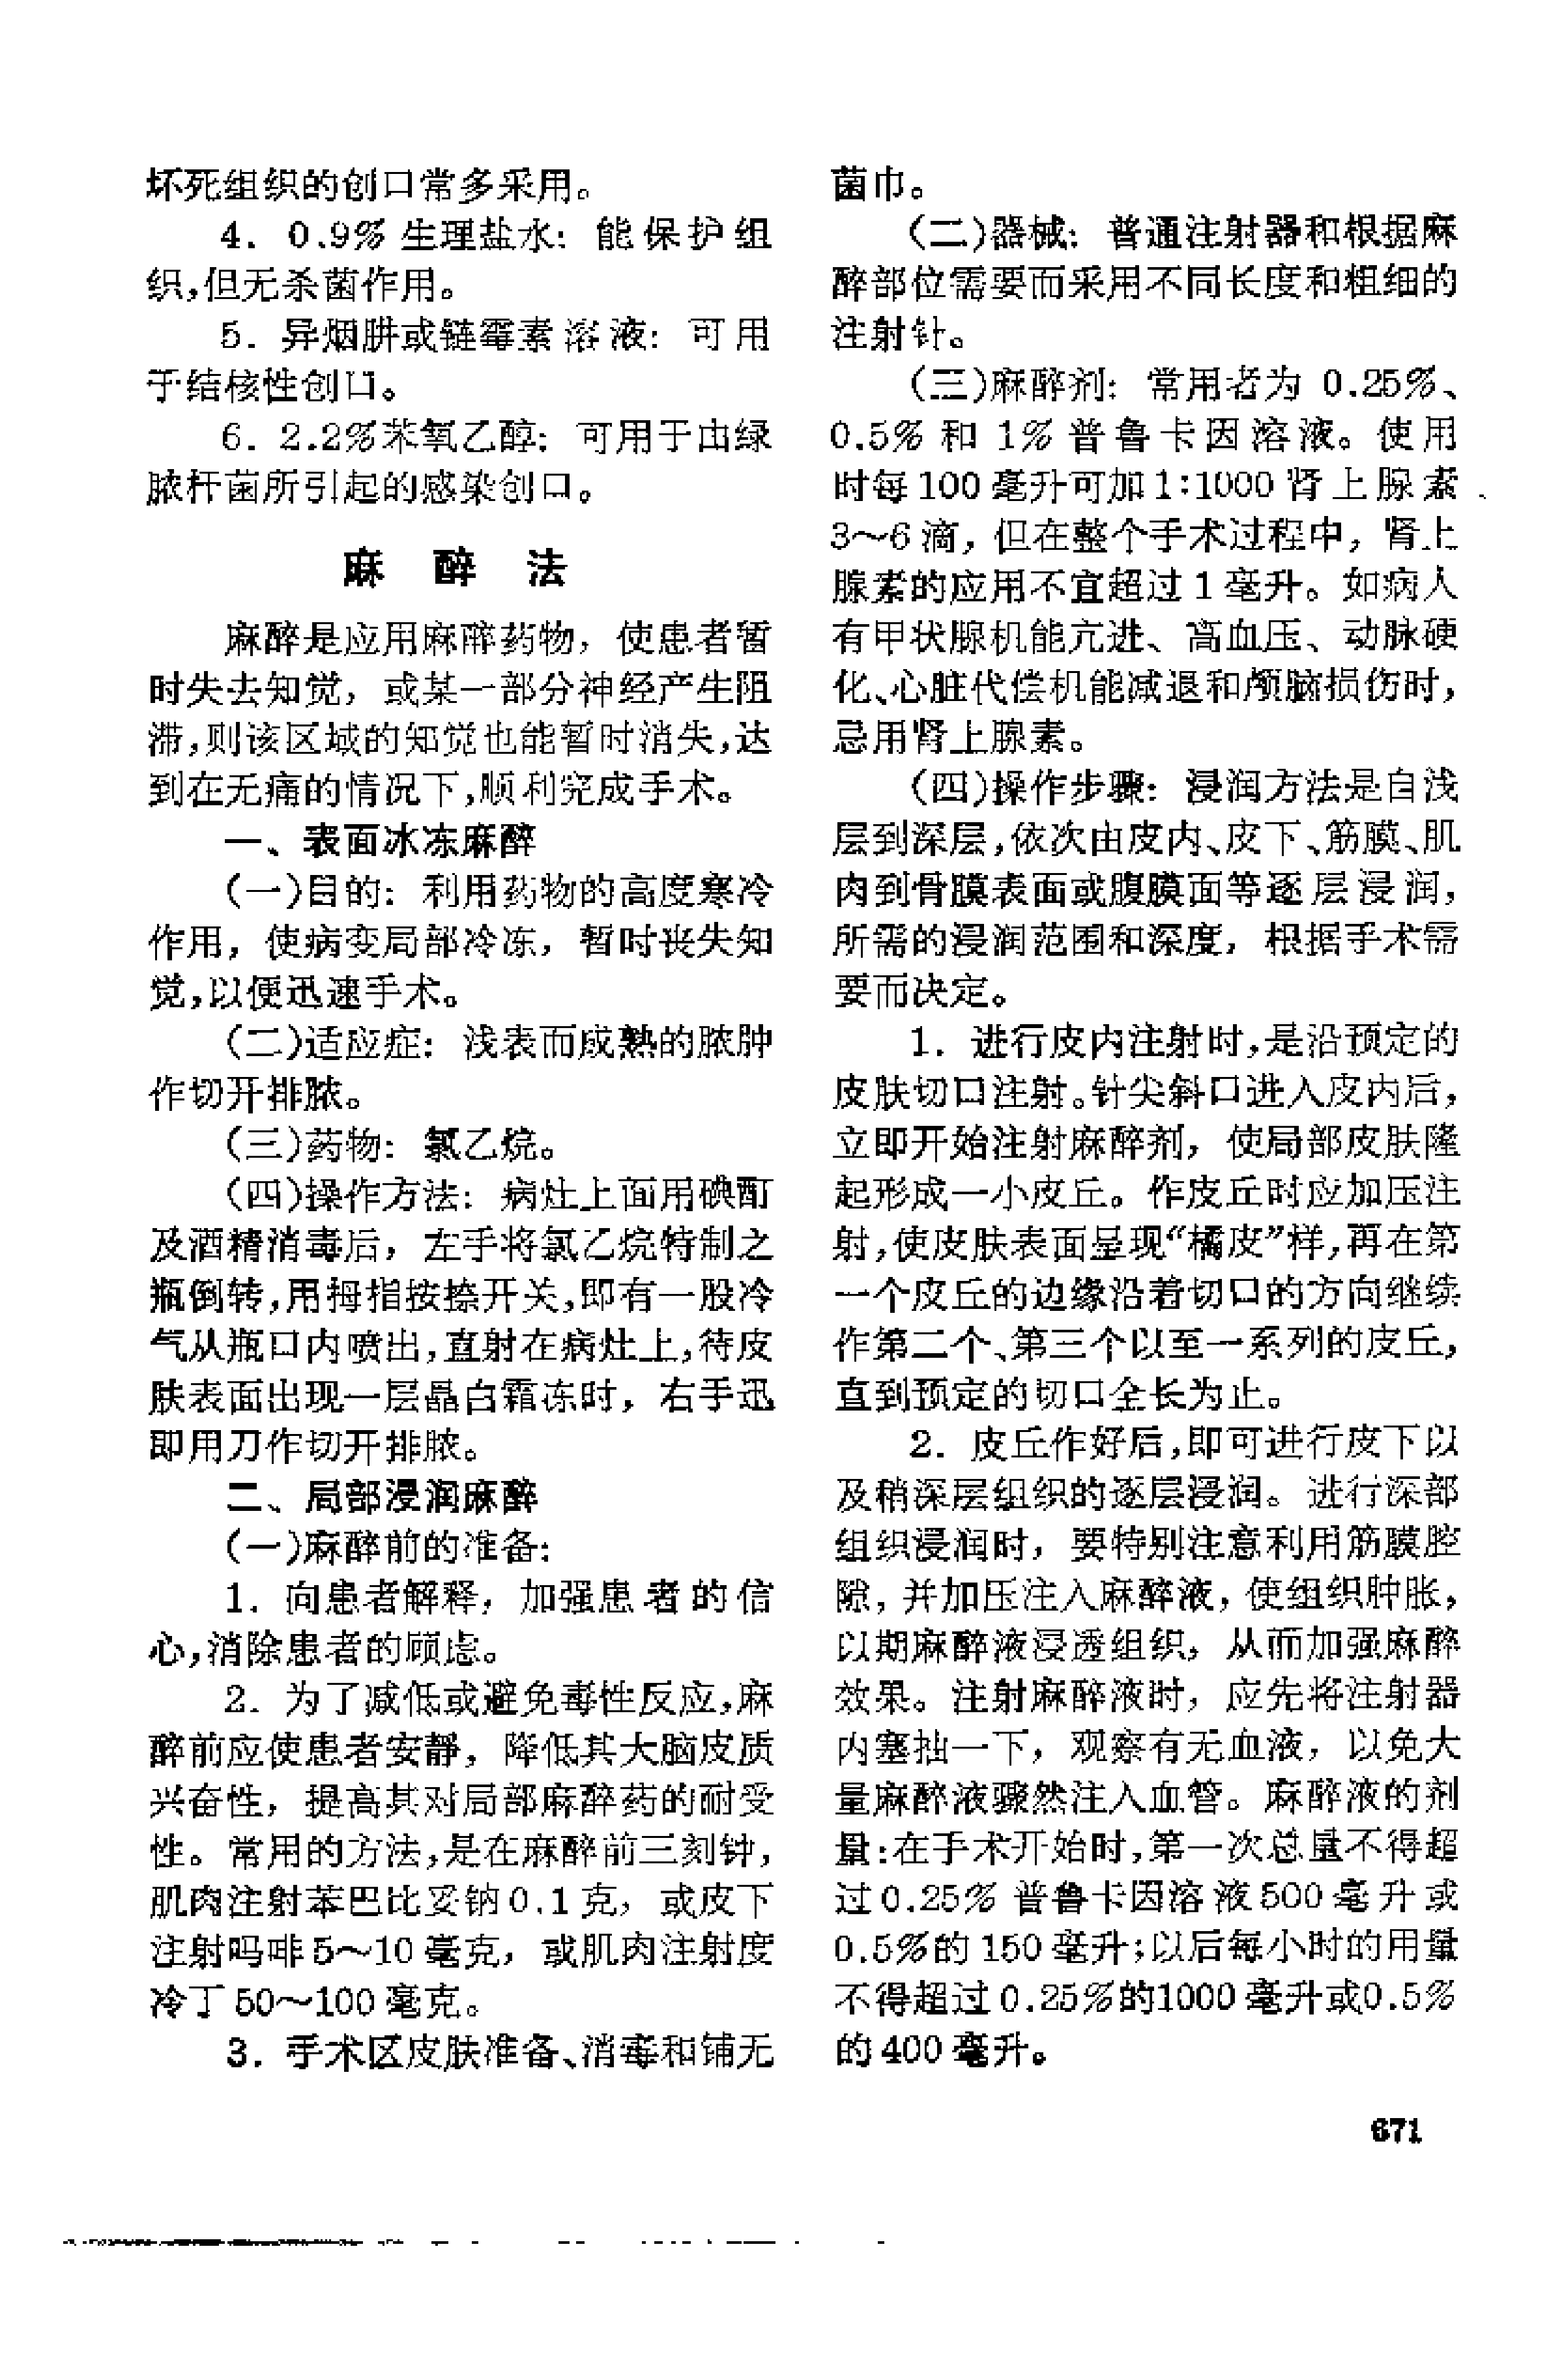 坏死组织的创口常多采用。
4. 0.9% 生理盐水：能保护组
织，但无杀菌作用。
5. 异烟肼或链霉素溶液：可用
于结核性创口。
6. 2.2%苯氧乙醇：可用于由绿
脓杆菌所引起的感染创口。
麻 醉 法
麻醉是应用麻醉药物，使患者暂
时失去知觉，或某一部分神经产生阻
滞，则该区域的知觉也能暂时消失，达
到在无痛的情况下，顺利完成手术。
一、表面冰冻麻醉
（一）目的：利用药物的高度寒冷
作用，使病变局部冷冻，暂时丧失知
觉，以便迅速手术。
（二）适应症：浅表而成熟的脓肿
作切开排脓。
（三）药物：氯乙烷。
（四）操作方法：病灶上面用碘酊
及酒精消毒后，左手将氯乙烷特制之
瓶倒转，用拇指按捺开关，即有一股冷
气从瓶口内喷出，直射在病灶上，待皮
肤表面出现一层晶白霜冻时，右手迅
即用刀作切开排脓。
二、局部浸润麻醉
（一）麻醉前的准备：
1. 向患者解释，加强患者的信
心，消除患者的顾虑。
2. 为了减低或避免毒性反应，麻
醉前应使患者安静，降低其大脑皮质
兴奋性，提高其对局部麻醉药的耐受
性。常用的方法，是在麻醉前三刻钟，
肌肉注射苯巴比妥钠0.1克，或皮下
注射吗啡5～10毫克，或肌肉注射度
冷丁50～100毫克。
3. 手术区皮肤准备、消毒和铺无
菌巾。
（二）器械：普通注射器和根据麻
醉部位需要而采用不同长度和粗细的
注射针。
（三）麻醉剂：常用者为 0.25%、
0.5% 和 1% 普鲁卡因溶液。使用
时每100毫升可加1:1000肾上腺素
3～6滴，但在整个手术过程中，肾上
腺素的应用不宜超过1毫升。如病人
有甲状腺机能亢进、高血压、动脉硬
化、心脏代偿机能减退和颅脑损伤时，
忌用肾上腺素。
（四）操作步骤：浸润方法是自浅
层到深层，依次由皮内、皮下、筋膜、肌
肉到骨膜表面或腹膜面等逐层浸润，
所需的浸润范围和深度，根据手术需
要而决定。
1. 进行皮内注射时，是沿预定的
皮肤切口注射。针尖斜口进入皮内后，
立即开始注射麻醉剂，使局部皮肤隆
起形成一小皮丘。作皮丘时应加压注
射，使皮肤表面呈现“橘皮”样，再在第
一个皮丘的边缘沿着切口的方向继续
作第二个、第三个以至一系列的皮丘，
直到预定的切口全长为止。
2. 皮丘作好后，即可进行皮下以
及稍深层组织的逐层浸润。进行深部
组织浸润时，要特别注意利用筋膜腔
隙，并加压注入麻醉液，使组织肿胀，
以期麻醉液浸透组织，从而加强麻醉
效果。注射麻醉液时，应先将注射器
内塞抽一下，观察有无血液，以免大
量麻醉液骤然注入血管。麻醉液的剂
量：在手术开始时，第一次总量不得超
过0.25% 普鲁卡因溶液500毫升或
0.5%的150毫升；以后每小时的用量
不得超过0.25%的1000毫升或0.5%
的400毫升。
671